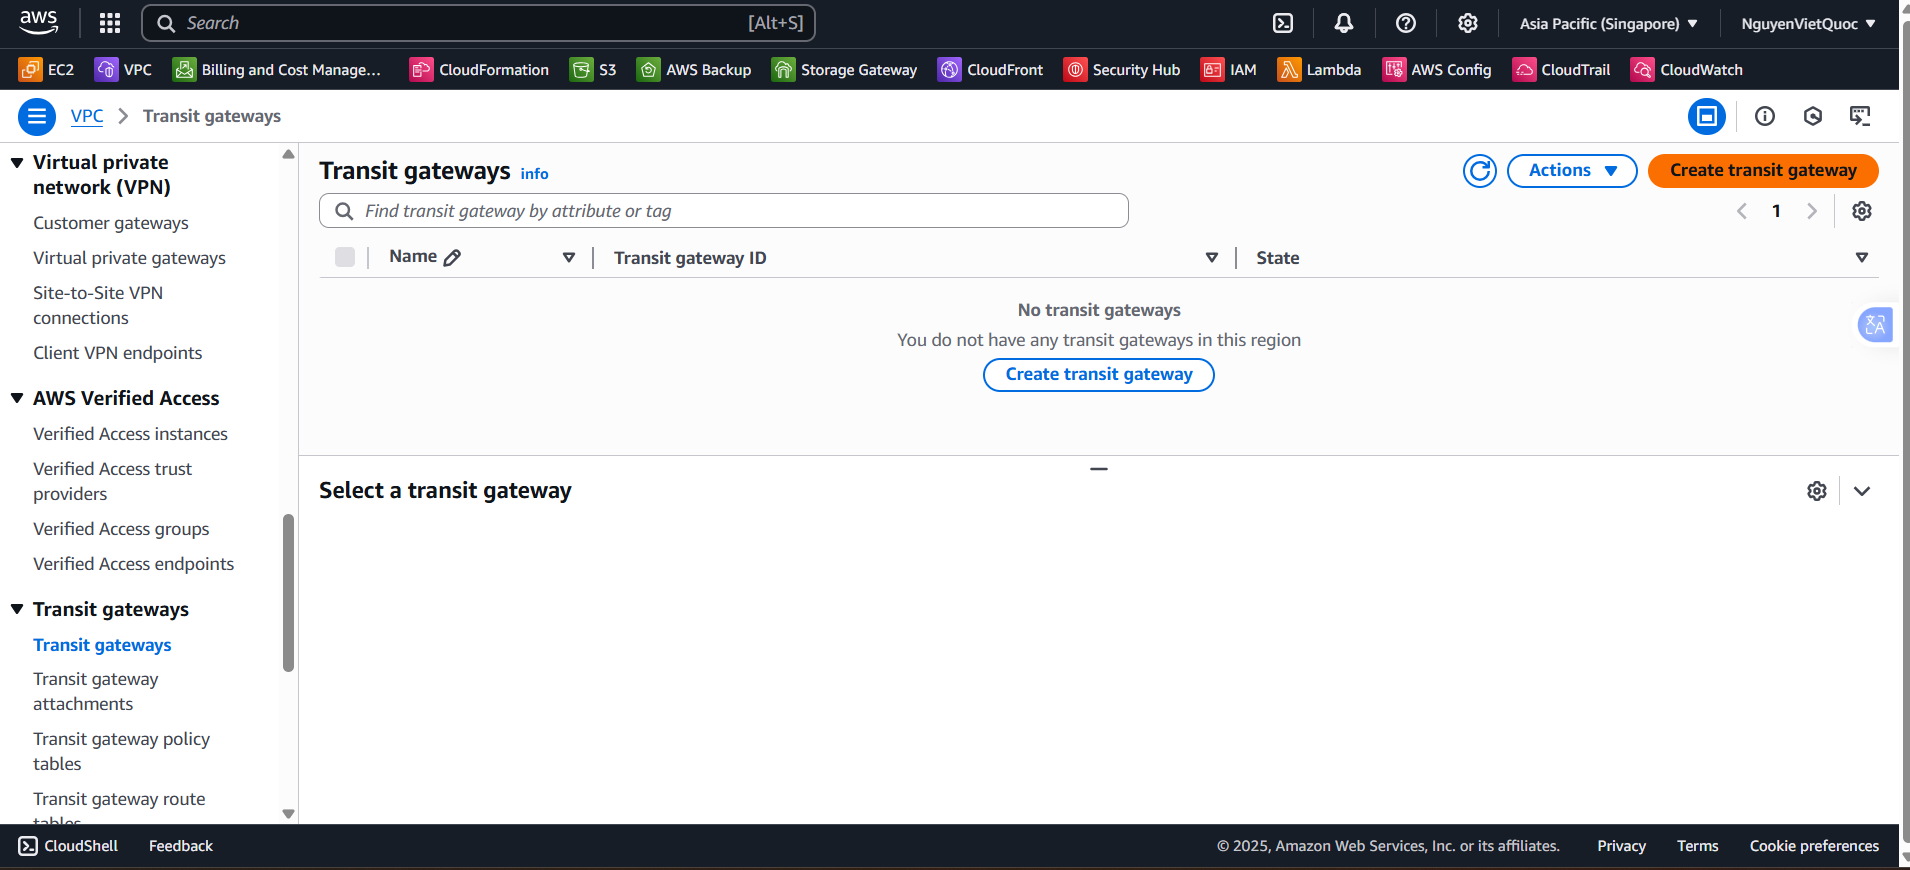 aws
Search [Alt+S]
Asia Pacific (Singapore)
NguyenVietQuoc
EC2
VPC
Billing and Cost Manage...
CloudFormation
S3
AWS Backup
Storage Gateway
CloudFront
Security Hub
IAM
Lambda
AWS Config
CloudTrail
CloudWatch
VPC
Transit gateways
Virtual private
network (VPN)
Customer gateways
Virtual private gateways
Site-to-Site VPN
connections
Client VPN endpoints
AWS Verified Access
Verified Access instances
Verified Access trust
providers
Verified Access groups
Verified Access endpoints
Transit gateways
Transit gateways
Transit gateway
attachments
Transit gateway policy
tables
Transit gateway route
tables
Transit gateways info
Actions
Create transit gateway
Find transit gateway by attribute or tag
1
Name
Transit gateway ID
State
No transit gateways
You do not have any transit gateways in this region
Create transit gateway
Select a transit gateway
CloudShell
Feedback
© 2025, Amazon Web Services, Inc. or its affiliates.
Privacy
Terms
Cookie preferences